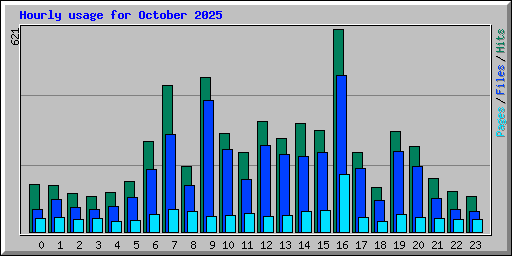 Hourly usage for October 2025
621
Pages/Files/Hits
0 1 2 3 4 5 6 7 8 9 10 11 12 13 14 15 16 17 18 19 20 21 22 23